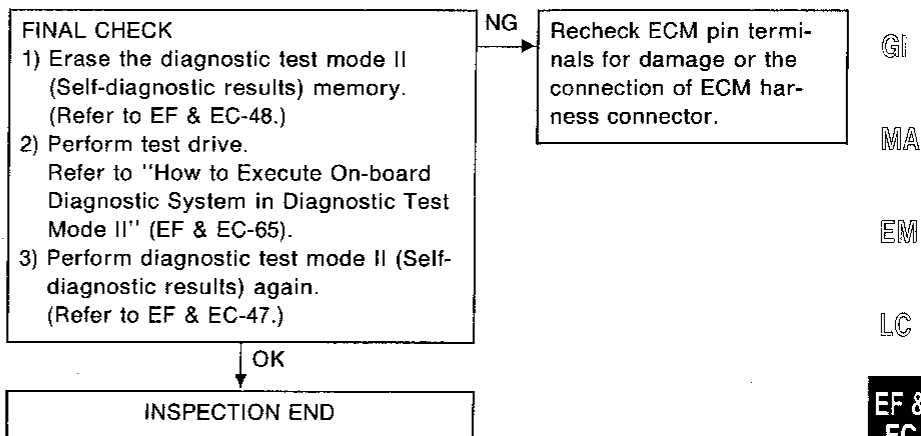 FINAL CHECK
1) Erase the diagnostic test mode II
(Self-diagnostic results) memory.
(Refer to EF & EC-48.)
2) Perform test drive.
Refer to "How to Execute On-board
Diagnostic System in Diagnostic Test
Mode II" (EF & EC-65).
3) Perform diagnostic test mode II (Self-
diagnostic results) again.
(Refer to EF & EC-47.)
NG
Recheck ECM pin termi-
nals for damage or the
connection of ECM har-
ness connector.
OK
INSPECTION END
GI
MA
EM
LC
EF &
EC